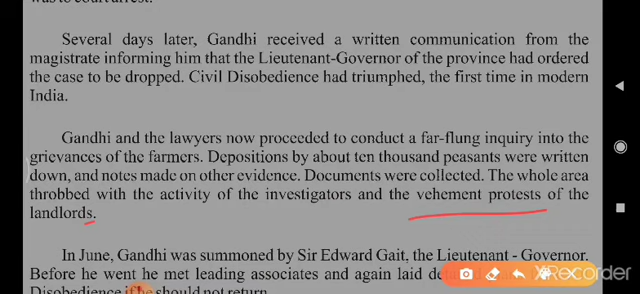 was to court arrest.
Several days later, Gandhi received a written communication from the
magistrate informing him that the Lieutenant-Governor of the province had ordered
the case to be dropped. Civil Disobedience had triumphed, the first time in modern
India.
Gandhi and the lawyers now proceeded to conduct a far-flung inquiry into the
grievances of the farmers. Depositions by about ten thousand peasants were written
down, and notes made on other evidence. Documents were collected. The whole area
throbbed with the activity of the investigators and the vehement protests of the
landlords.
In June, Gandhi was summoned by Sir Edward Gait, the Lieutenant - Governor.
Before he went he met leading associates and again laid
Disobedience if he should not return.
XRecorder